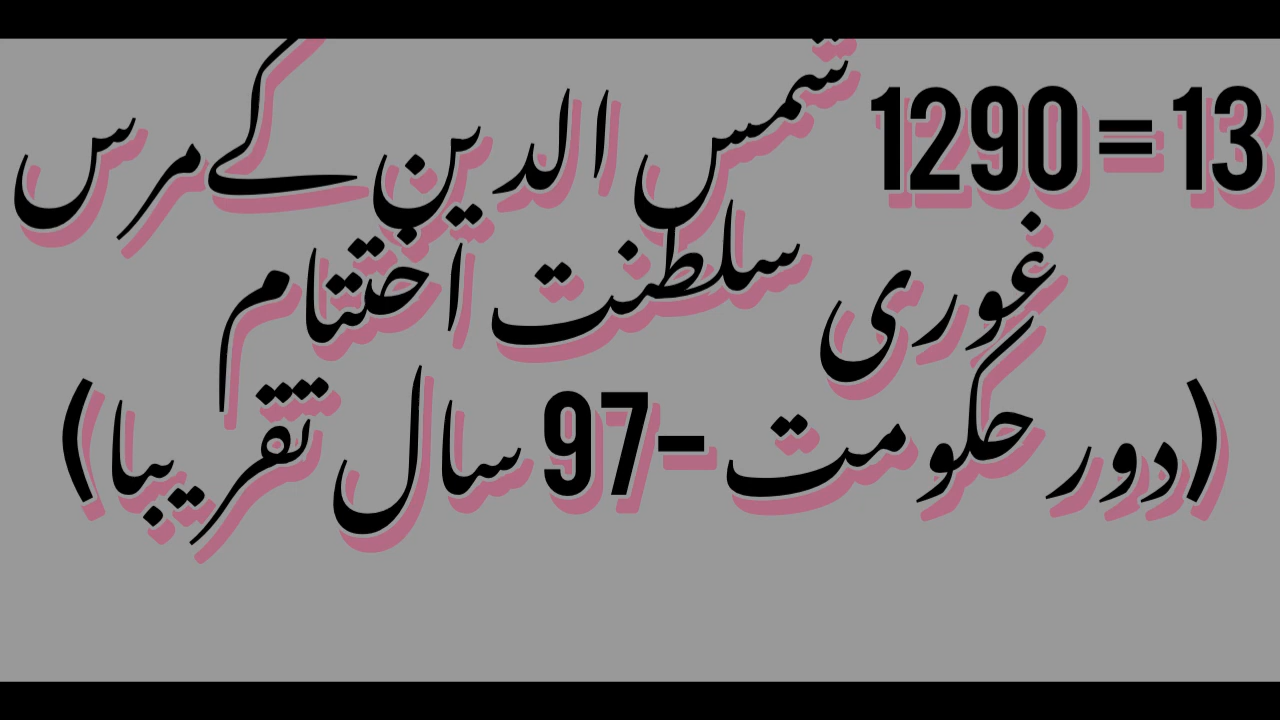 13 = 1290 شمس الدین کے مرس
غوری سلطنت اختتام
(دور حکومت -97 سال تقریبا)